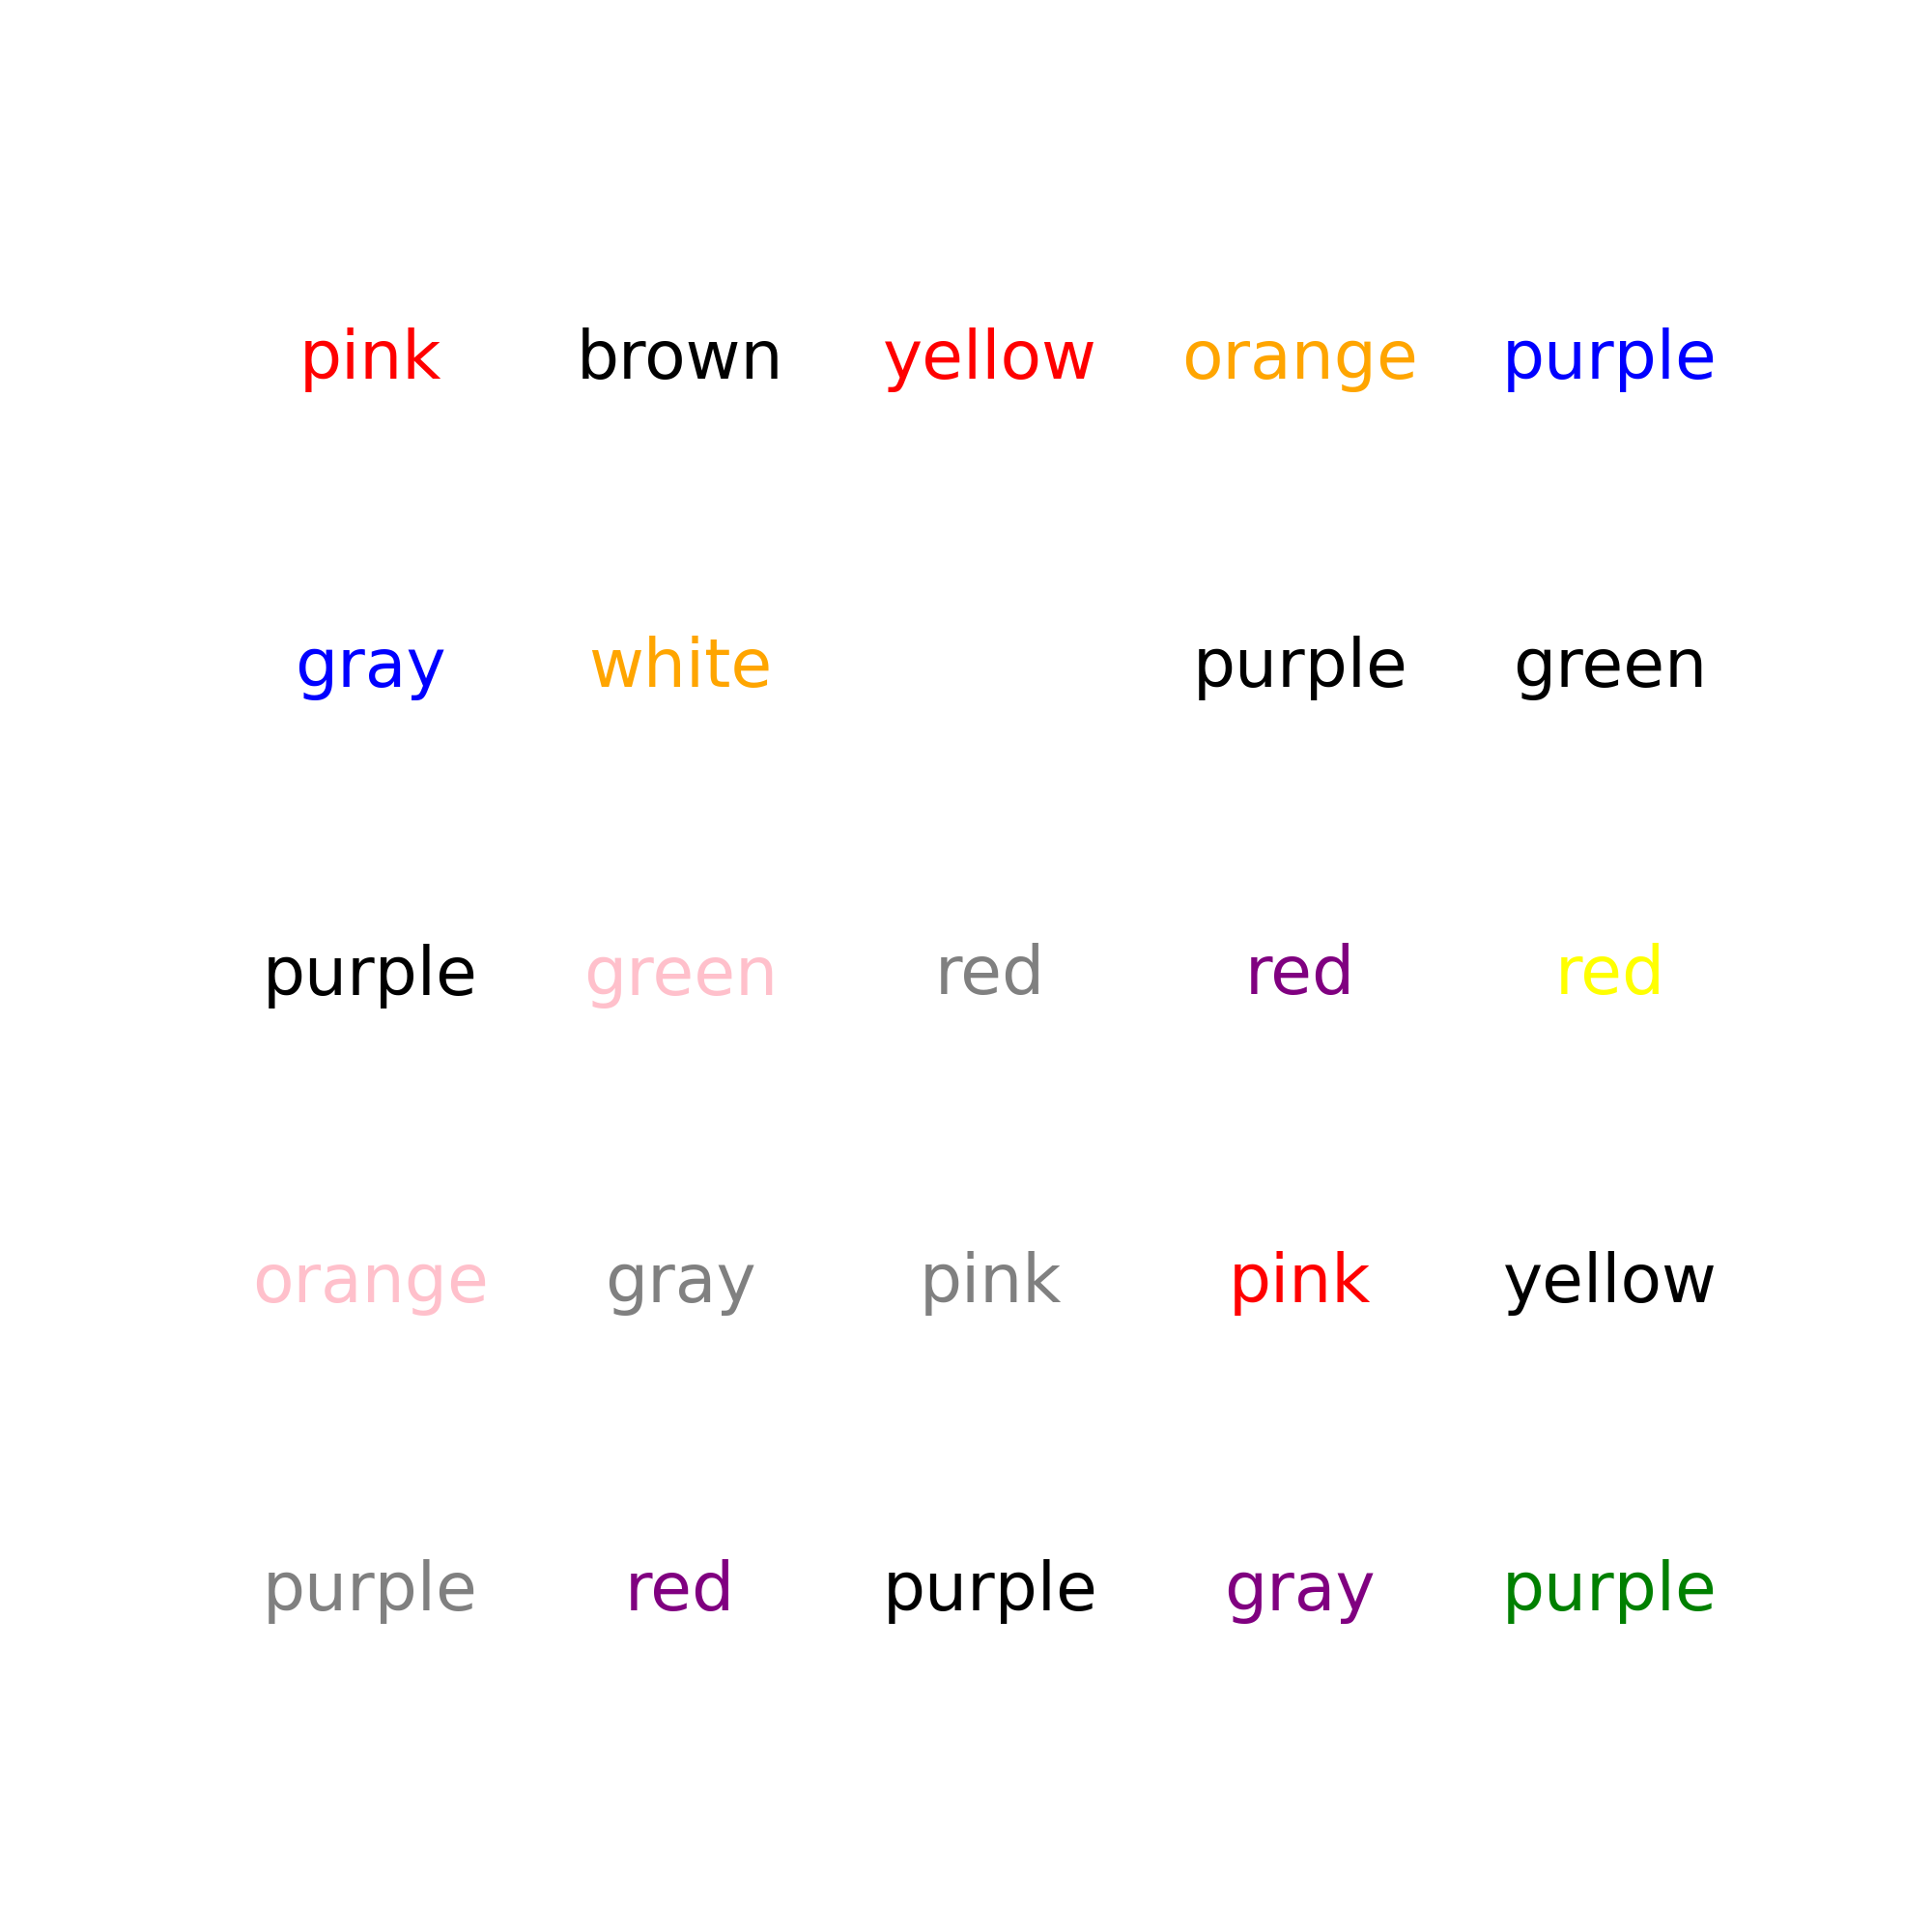 pink brown yellow orange purple
gray white purple green
purple green red red red
orange gray pink pink yellow
purple red purple gray purple